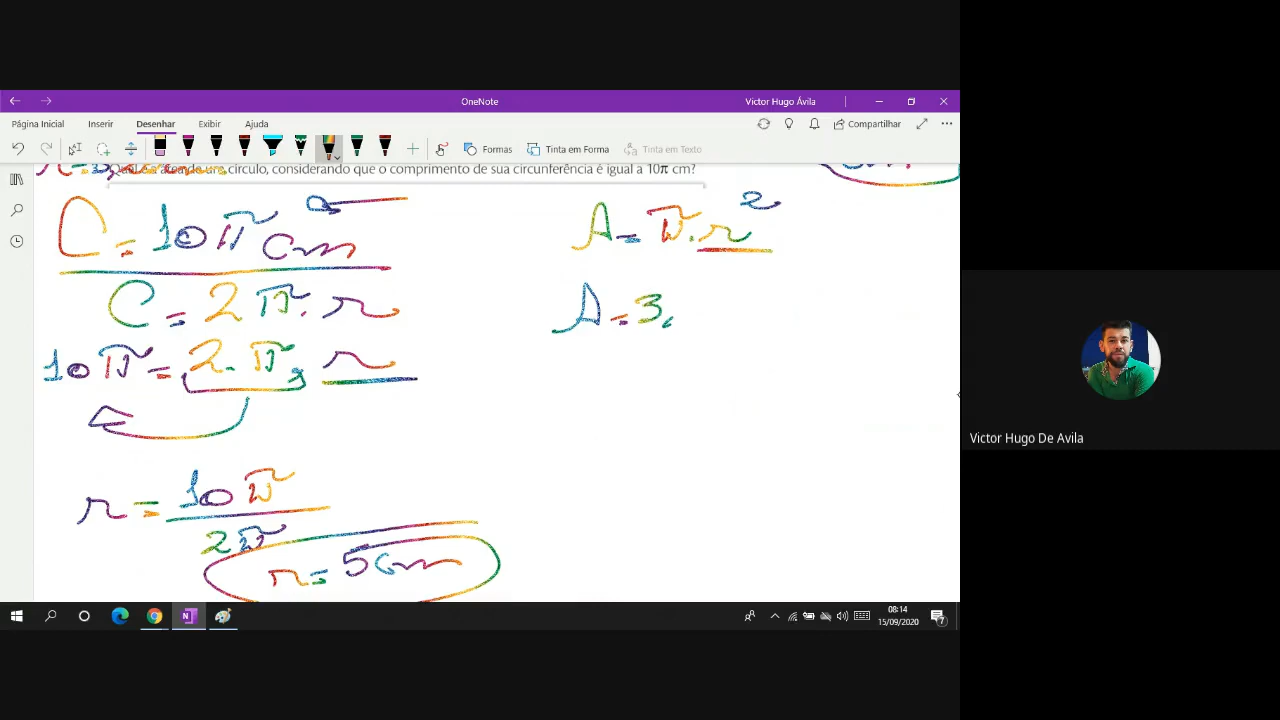 OneNote
Victor Hugo Ávila
Página Inicial Inserir Desenhar Exibir Ajuda
Compartilhar
Formas Tinta em Forma Tinta em Texto
círculo, considerando que o comprimento de sua circunferência é igual a 10π cm?
C = 10π cm
A = π.r²
C = 2π.r
A = 3,
10π = 2.π.r
r = 10π
2π
r = 5cm
Victor Hugo De Avila
08:14
15/09/2020
7